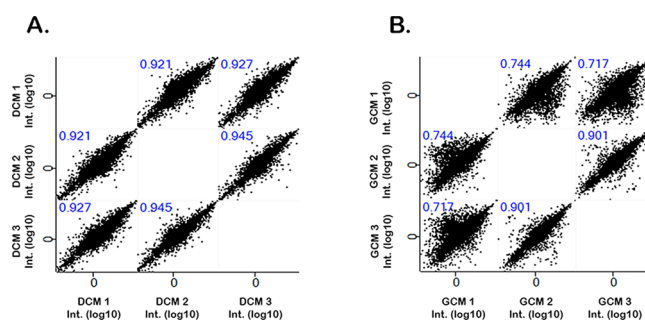 A.
B.
DCM 1
Int. (log10)
0
0.921
0.927
DCM 2
Int. (log10)
0
0.921
0.945
DCM 3
Int. (log10)
0
0.927
0.945
0
0
0
DCM 1
DCM 2
DCM 3
Int. (log10)
Int. (log10)
Int. (log10)
GCM 1
Int. (log10)
0
0.744
0.717
GCM 2
Int. (log10)
0
0.744
0.901
GCM 3
Int. (log10)
0
0.717
0.901
0
0
0
GCM 1
GCM 2
GCM 3
Int. (log10)
Int. (log10)
Int. (log10)